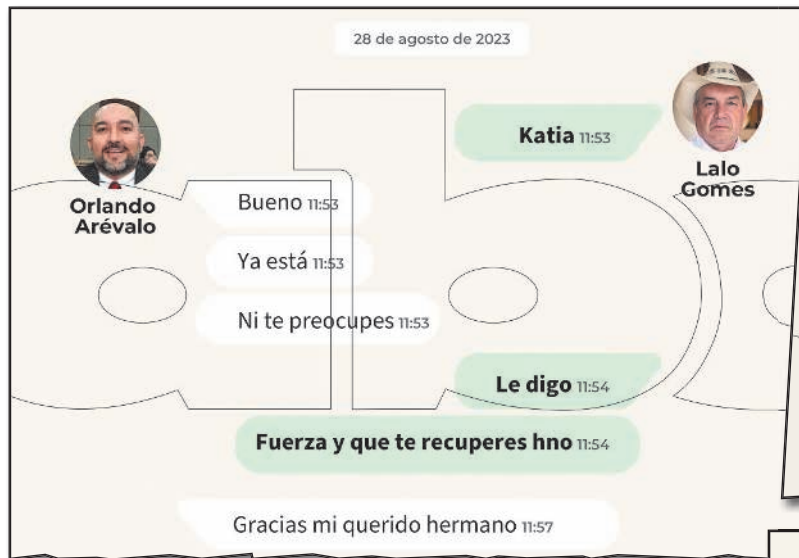 28 de agosto de 2023
Katia 11:53
Lalo
Gomes
Orlando
Arévalo
Bueno 11:53
Ya está 11:53
Ni te preocupes 11:53
Le digo 11:54
Fuerza y que te recuperes hno 11:54
Gracias mi querido hermano 11:57